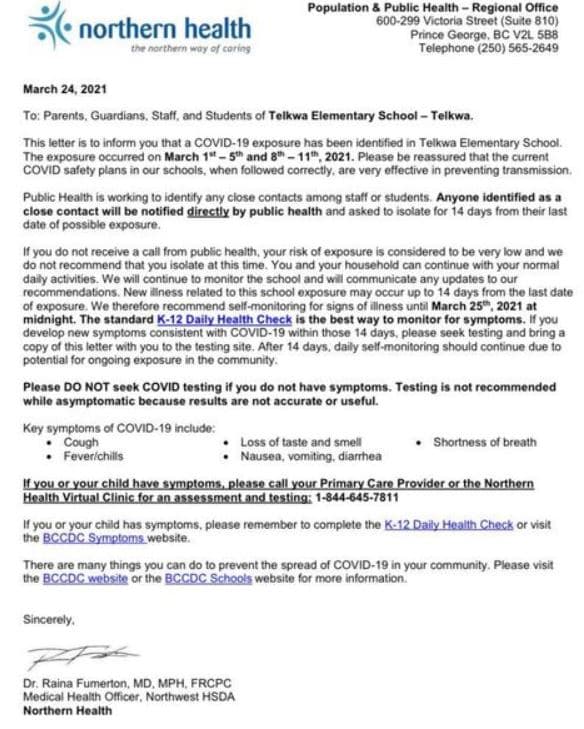 northern health
the northern way of caring
Population & Public Health – Regional Office
600-299 Victoria Street (Suite 810)
Prince George, BC V2L 5B8
Telephone (250) 565-2649
March 24, 2021
To: Parents, Guardians, Staff, and Students of Telkwa Elementary School – Telkwa.
This letter is to inform you that a COVID-19 exposure has been identified in Telkwa Elementary School.
The exposure occurred on March 1st – 5th and 8th – 11th, 2021. Please be reassured that the current
COVID safety plans in our schools, when followed correctly, are very effective in preventing transmission.
Public Health is working to identify any close contacts among staff or students. Anyone identified as a
close contact will be notified directly by public health and asked to isolate for 14 days from their last
date of possible exposure.
If you do not receive a call from public health, your risk of exposure is considered to be very low and we
do not recommend that you isolate at this time. You and your household can continue with your normal
daily activities. We will continue to monitor the school and will communicate any updates to our
recommendations. New illness related to this school exposure may occur up to 14 days from the last date
of exposure. We therefore recommend self-monitoring for signs of illness until March 25th, 2021 at
midnight. The standard K-12 Daily Health Check is the best way to monitor for symptoms. If you
develop new symptoms consistent with COVID-19 within those 14 days, please seek testing and bring a
copy of this letter with you to the testing site. After 14 days, daily self-monitoring should continue due to
potential for ongoing exposure in the community.
Please DO NOT seek COVID testing if you do not have symptoms. Testing is not recommended
while asymptomatic because results are not accurate or useful.
Key symptoms of COVID-19 include:
• Cough • Loss of taste and smell • Shortness of breath
• Fever/chills • Nausea, vomiting, diarrhea
If you or your child have symptoms, please call your Primary Care Provider or the Northern
Health Virtual Clinic for an assessment and testing: 1-844-645-7811
If you or your child has symptoms, please remember to complete the K-12 Daily Health Check or visit
the BCCDC Symptoms website.
There are many things you can do to prevent the spread of COVID-19 in your community. Please visit
the BCCDC website or the BCCDC Schools website for more information.
Sincerely,
Dr. Raina Fumerton, MD, MPH, FRCPC
Medical Health Officer, Northwest HSDA
Northern Health